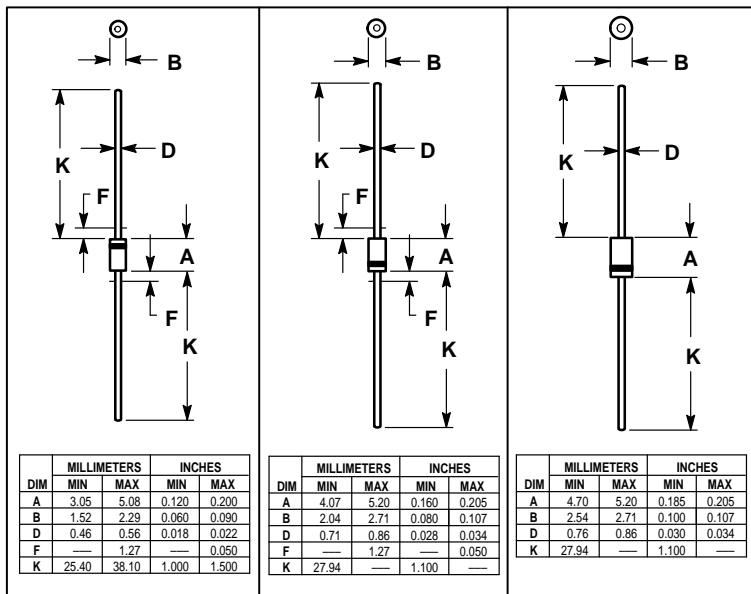 B
K
D
F
A
F
K
MILLIMETERS INCHES
DIM MIN MAX MIN MAX
A 3.05 5.08 0.120 0.200
B 1.52 2.29 0.060 0.090
D 0.46 0.56 0.018 0.022
F — 1.27 — 0.050
K 25.40 38.10 1.000 1.500
B
K
D
F
A
F
K
MILLIMETERS INCHES
DIM MIN MAX MIN MAX
A 4.07 5.20 0.160 0.205
B 2.04 2.71 0.080 0.107
D 0.71 0.86 0.028 0.034
F — 1.27 — 0.050
K 27.94 — 1.100 —
B
K
D
A
K
MILLIMETERS INCHES
DIM MIN MAX MIN MAX
A 4.70 5.20 0.185 0.205
B 2.54 2.71 0.100 0.107
D 0.76 0.86 0.030 0.034
K 27.94 — 1.100 —